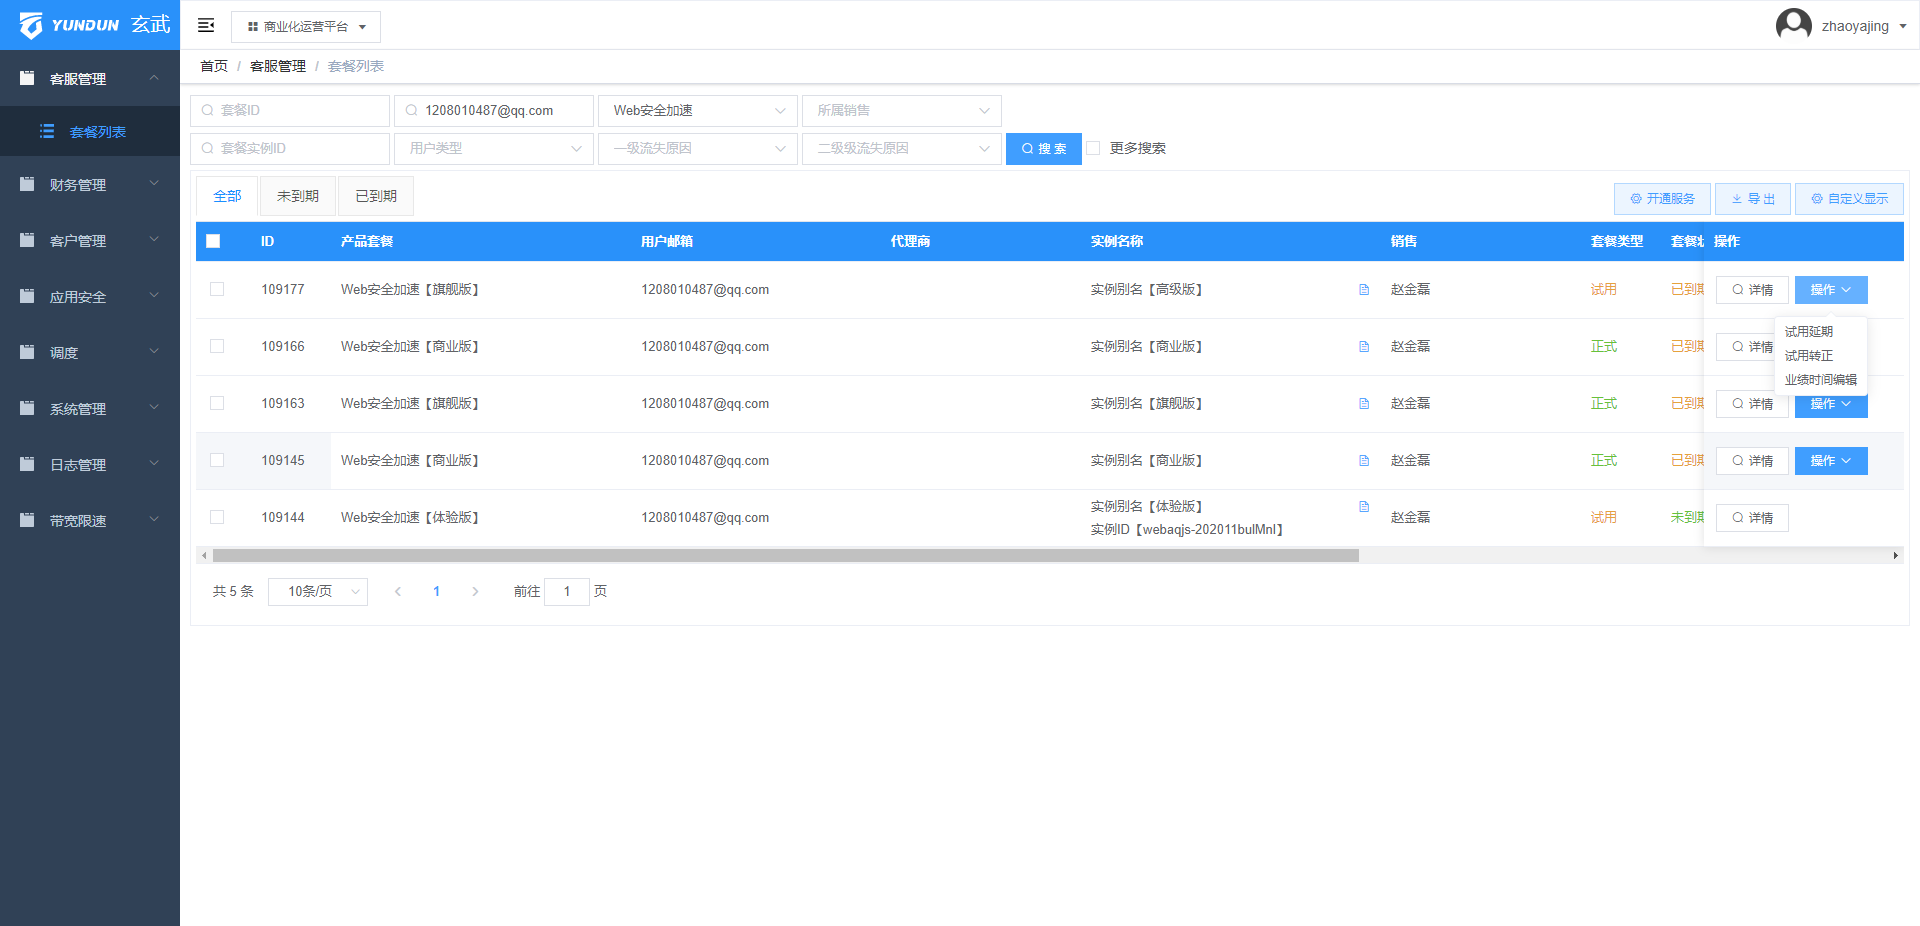 YUNDUN 玄武
商业化运营平台
zhaoyajing
首页 / 客服管理 / 套餐列表
客服管理
套餐列表
财务管理
客户管理
应用安全
调度
系统管理
日志管理
带宽限速
套餐ID 1208010487@qq.com Web安全加速 所属销售
套餐实例ID 用户类型 一级流失原因 二级级流失原因 搜 索 更多搜索
全部 未到期 已到期 开通服务 导 出 自定义显示
ID 产品套餐 用户邮箱 代理商 实例名称 销售 套餐类型 套餐状 操作
109177 Web安全加速【旗舰版】 1208010487@qq.com 实例别名【高级版】 赵金磊 试用 已到期 详情 操作
试用延期
109166 Web安全加速【商业版】 1208010487@qq.com 实例别名【商业版】 赵金磊 正式 已到期 详情
试用转正
业绩时间编辑
109163 Web安全加速【旗舰版】 1208010487@qq.com 实例别名【旗舰版】 赵金磊 正式 已到期 详情 操作
109145 Web安全加速【商业版】 1208010487@qq.com 实例别名【商业版】 赵金磊 正式 已到期 详情 操作
109144 Web安全加速【体验版】 1208010487@qq.com 实例别名【体验版】 赵金磊 试用 未到期 详情
实例ID【webaqjs-202011bulMnl】
共 5 条 10条/页 1 前往 1 页